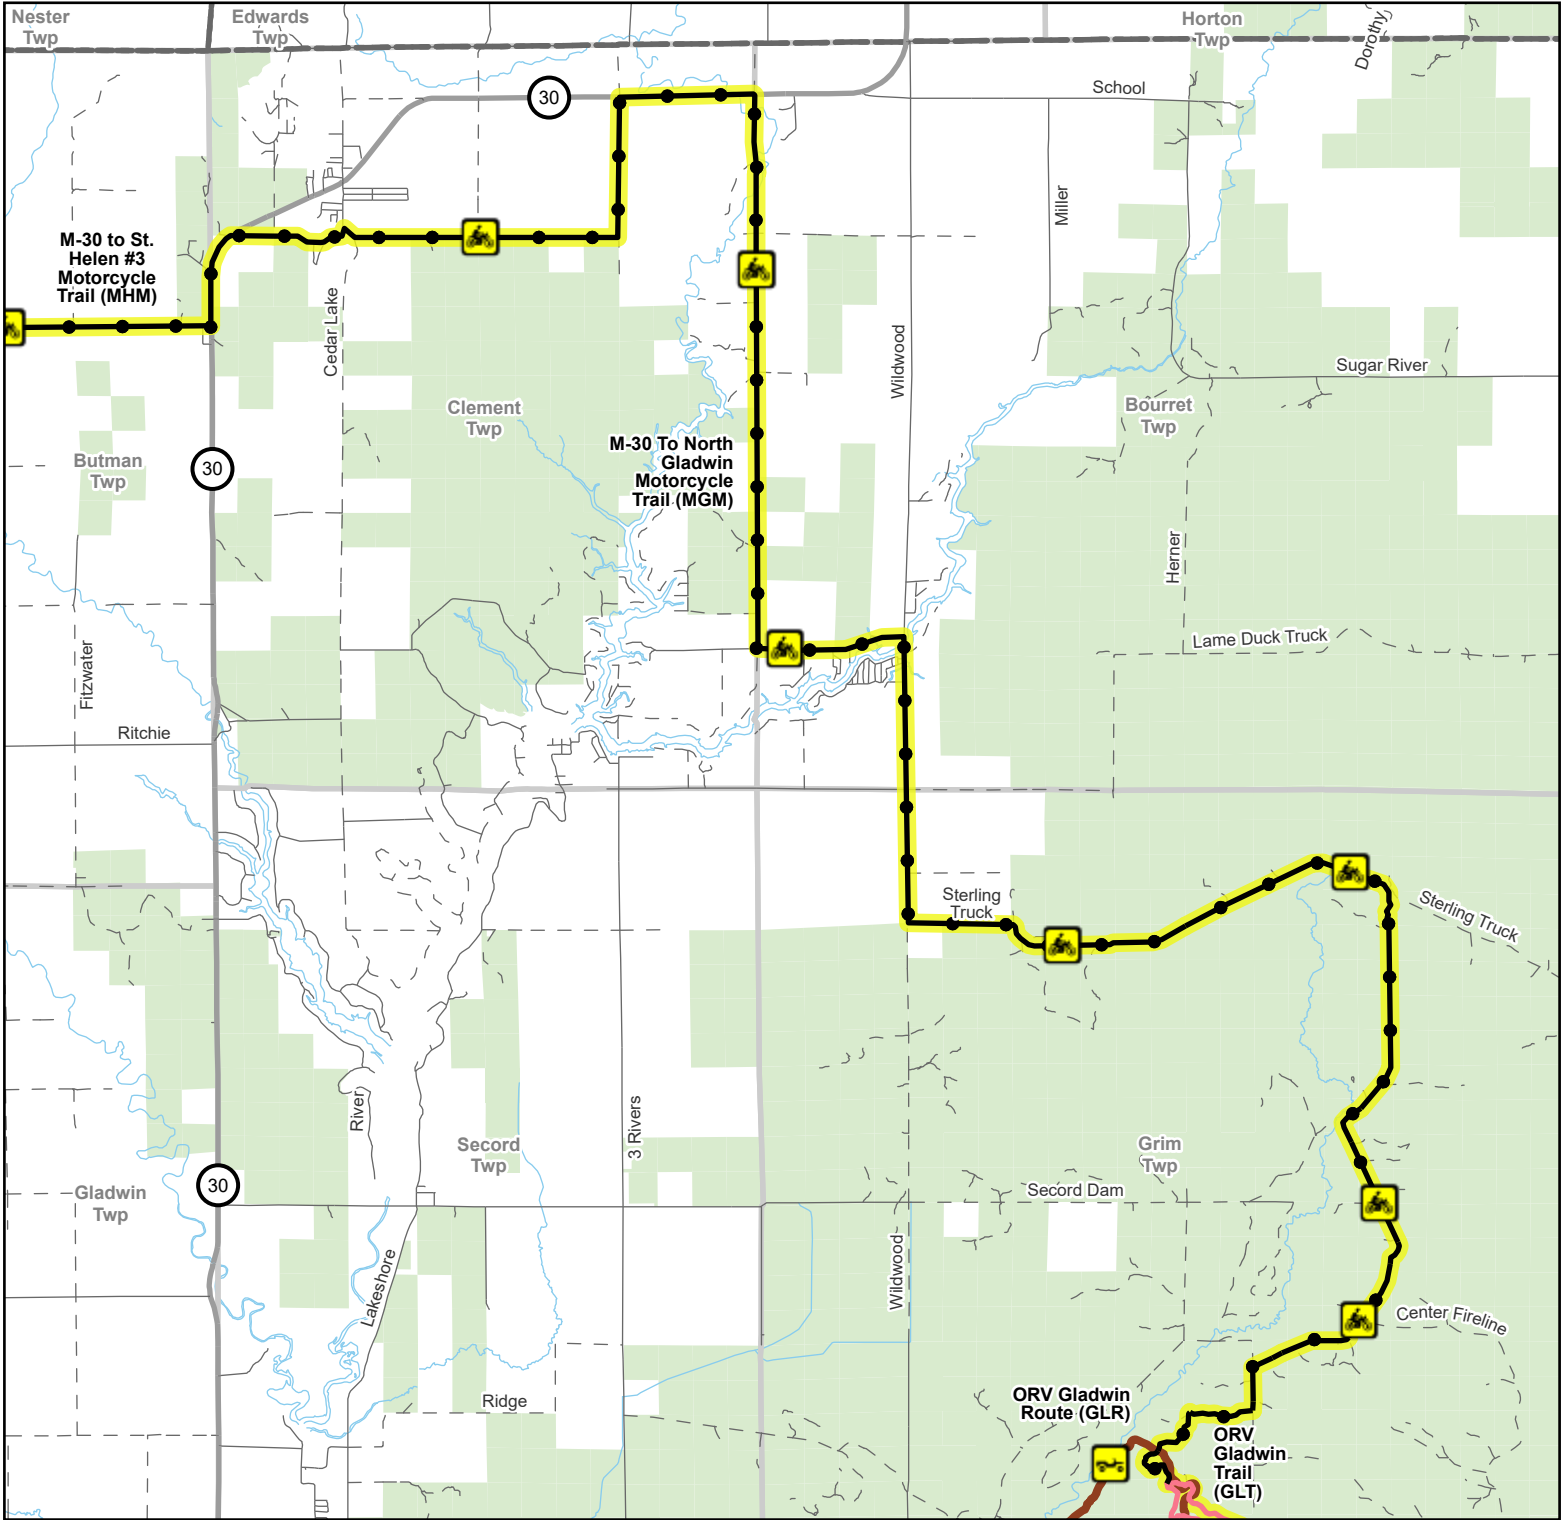 Nester
Twp
Edwards
Twp
Horton
Twp
Dorothy
30
School
Miller
M-30 to St.
Helen #3
Motorcycle
Trail (MHM)
Cedar Lake
Wildwood
Sugar River
Clement
Twp
Bourret
Twp
Butman
Twp
30
M-30 To North
Gladwin
Motorcycle
Trail (MGM)
Herner
Fitzwater
Lame Duck Truck
Ritchie
Sterling
Truck
Sterling Truck
River
3 Rivers
Secord
Twp
Grim
Twp
Gladwin
Twp
30
Secord Dam
Wildwood
Lakeshore
Center Fireline
Ridge
ORV Gladwin
Route (GLR)
ORV
Gladwin
Trail
(GLT)